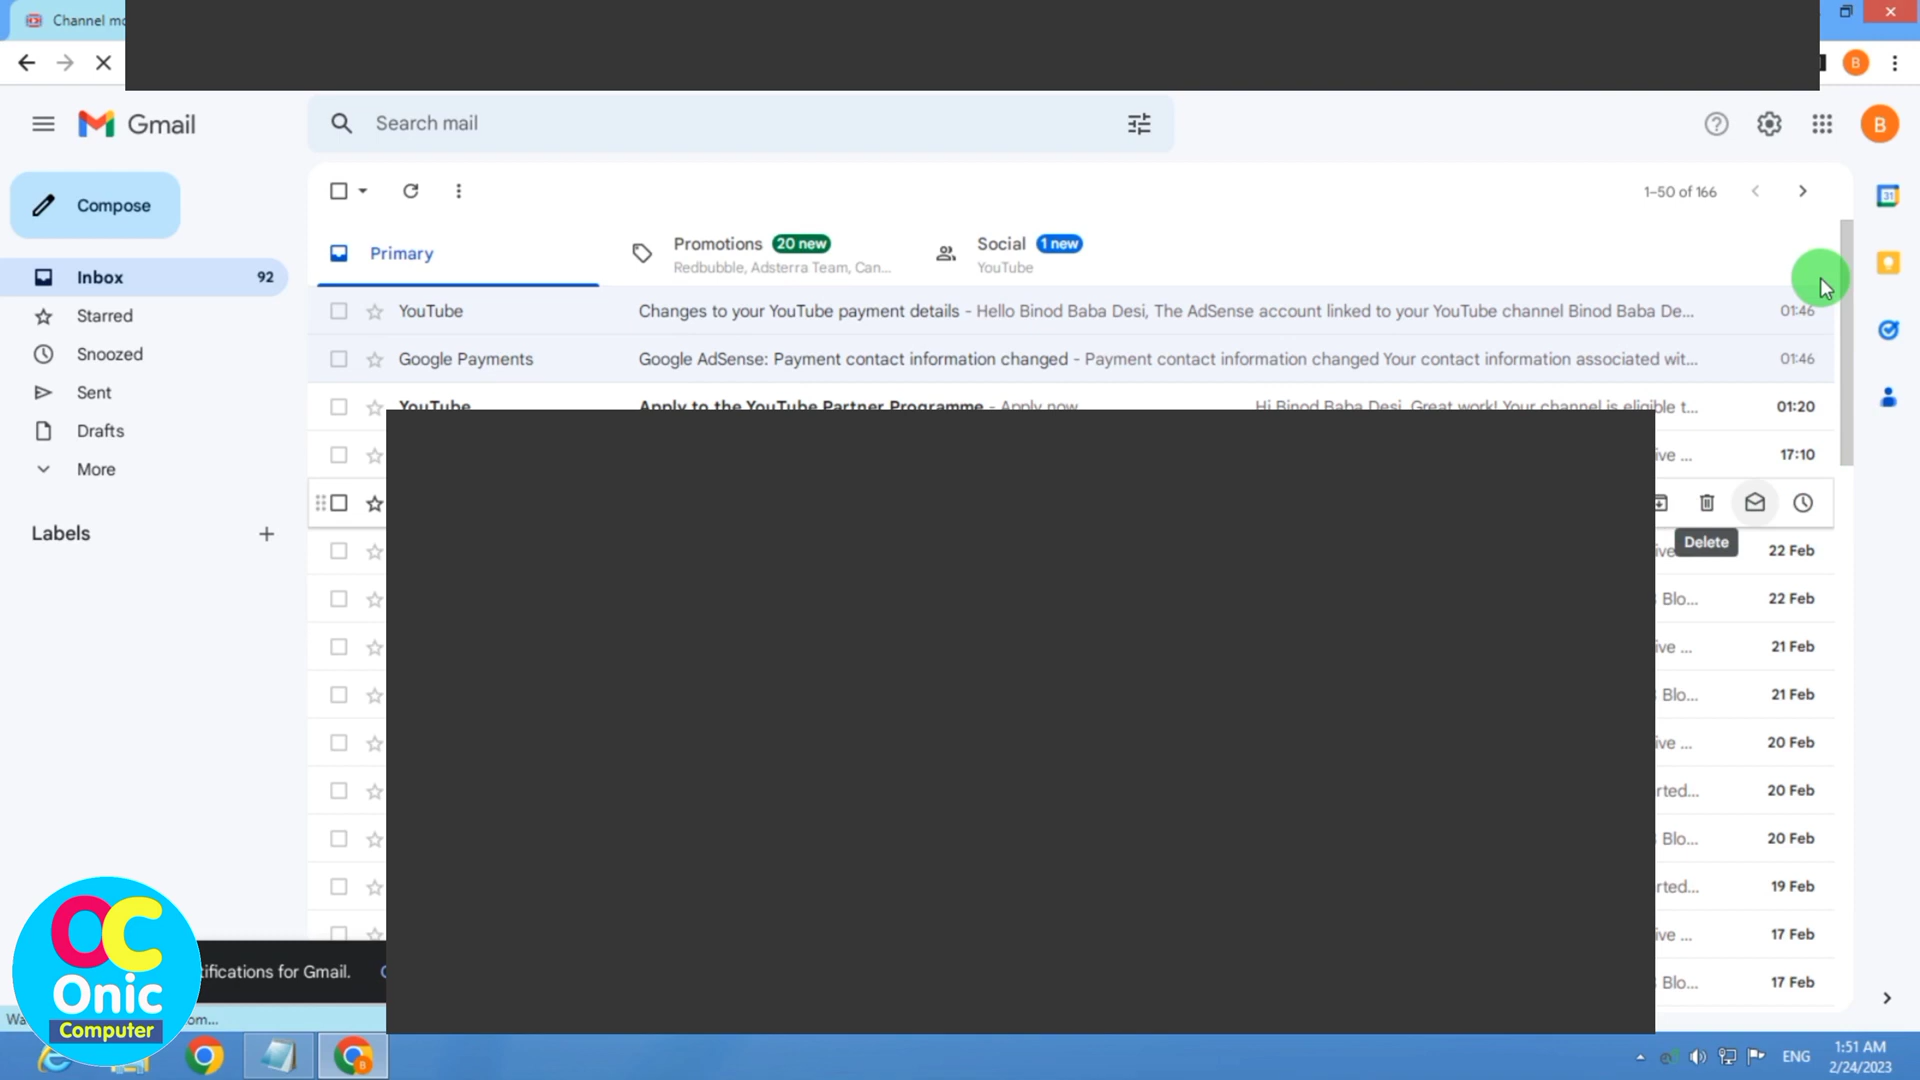 Channel mo
B
Gmail
Search mail
B
Compose
1–50 of 166
31
Primary
Promotions 20 new
Redbubble, Adsterra Team, Can...
Social 1 new
YouTube
Inbox 92
Starred
Snoozed
Sent
Drafts
More
Labels
YouTube Changes to your YouTube payment details - Hello Binod Baba Desi, The AdSense account linked to your YouTube channel Binod Baba De... 01:46
Google Payments Google AdSense: Payment contact information changed - Payment contact information changed Your contact information associated wit... 01:46
YouTube Apply to the YouTube Partner Programme - Apply now Hi Binod Baba Desi, Great work! Your channel is eligible t... 01:20
ive ... 17:10
Delete
ive 22 Feb
Blo... 22 Feb
ive ... 21 Feb
Blo... 21 Feb
ive ... 20 Feb
rted... 20 Feb
Blo... 20 Feb
rted... 19 Feb
ive ... 17 Feb
Blo... 17 Feb
tifications for Gmail.
Wa
om...
OC
Onic
Computer
B
ENG
1:51 AM
2/24/2023